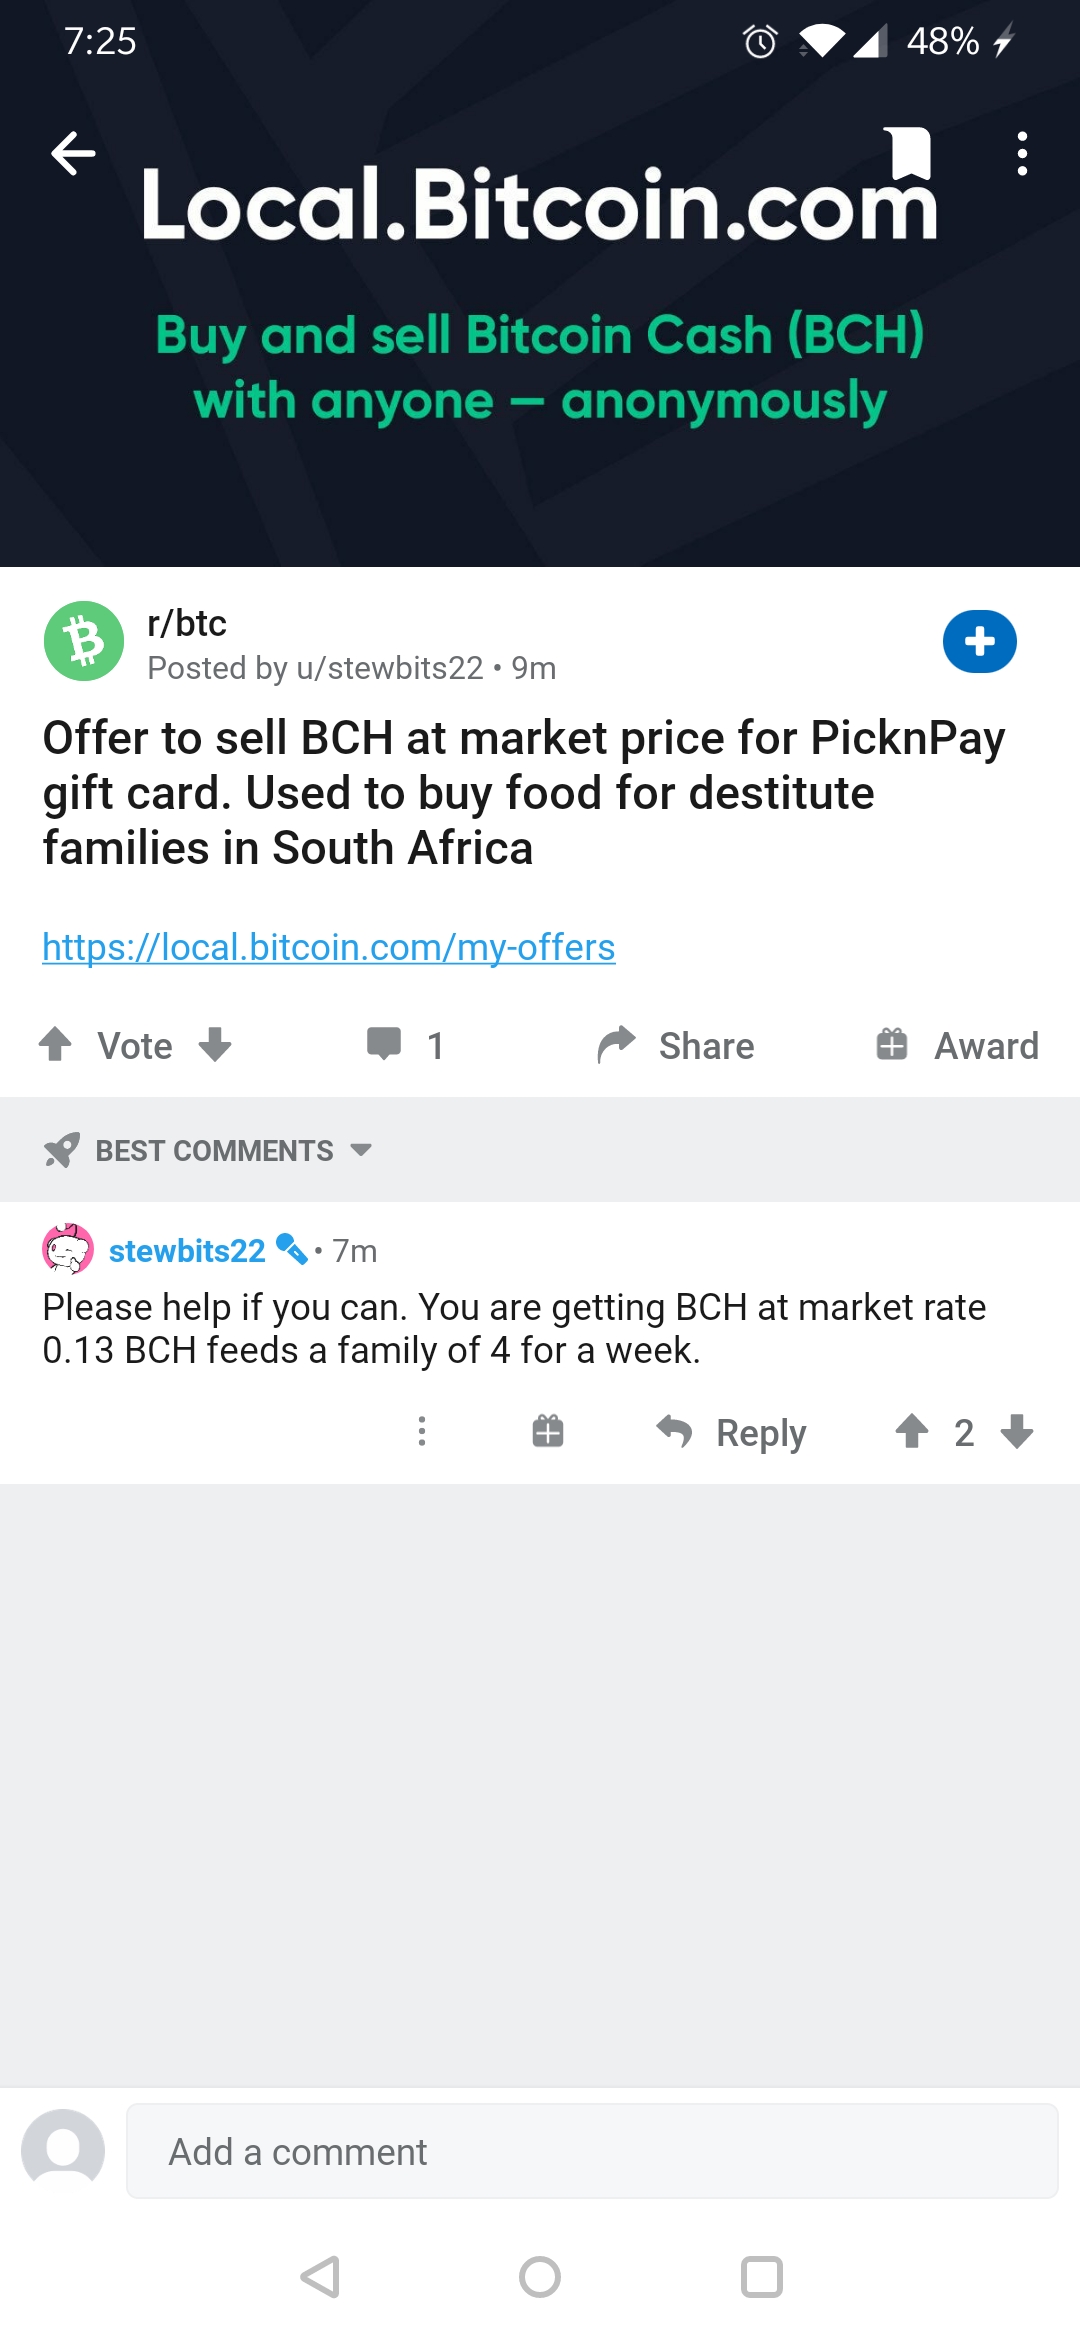 7:25
48%
Local.Bitcoin.com
Buy and sell Bitcoin Cash (BCH)
with anyone — anonymously
r/btc
Posted by u/stewbits22 • 9m
Offer to sell BCH at market price for PicknPay
gift card. Used to buy food for destitute
families in South Africa
https://local.bitcoin.com/my-offers
Vote
1
Share
Award
BEST COMMENTS
stewbits22 • 7m
Please help if you can. You are getting BCH at market rate
0.13 BCH feeds a family of 4 for a week.
Reply
2
Add a comment